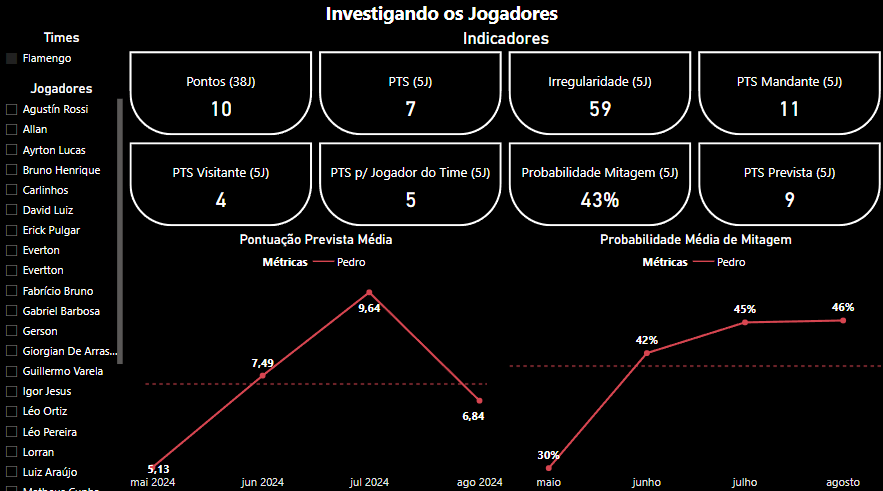 Investigando os Jogadores
Times
Flamengo
Jogadores
Agustín Rossi
Allan
Ayrton Lucas
Bruno Henrique
Carlinhos
David Luiz
Erick Pulgar
Everton
Evertton
Fabrício Bruno
Gabriel Barbosa
Gerson
Giorgian De Arras...
Guillermo Varela
Igor Jesus
Léo Ortiz
Léo Pereira
Lorran
Luiz Araújo
Indicadores
Pontos (38J)
10
PTS (5J)
7
Irregularidade (5J)
59
PTS Mandante (5J)
11
PTS Visitante (5J)
4
PTS p/ Jogador do Time (5J)
5
Probabilidade Mitagem (5J)
43%
PTS Prevista (5J)
9
Pontuação Prevista Média
Métricas Pedro
5,13
7,49
9,64
6,84
mai 2024 jun 2024 jul 2024 ago 2024
Probabilidade Média de Mitagem
Métricas Pedro
30%
42%
45%
46%
maio junho julho agosto